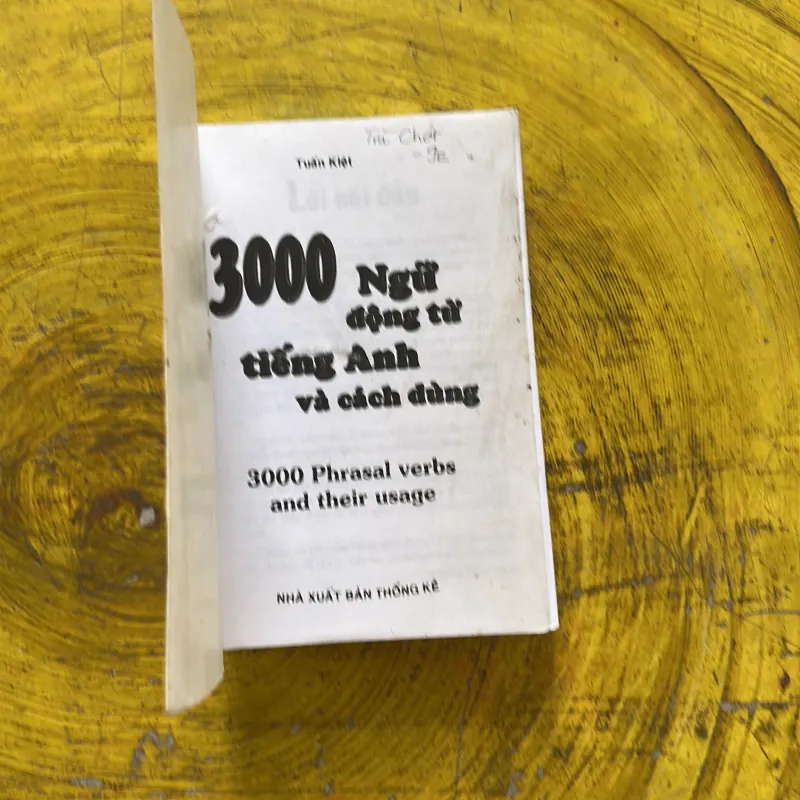 Tuấn Kiệt
3000 Ngữ
động từ
tiếng Anh
và cách dùng
3000 Phrasal verbs
and their usage
NHÀ XUẤT BẢN THỐNG KÊ